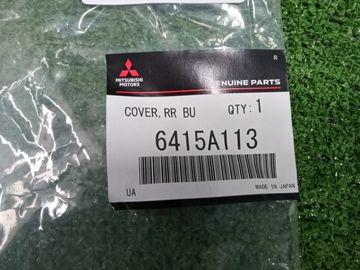 R
MITSUBISHI
MOTORS
GENUINE PARTS
COVER,RR BU QTY:1
6415A113
UA
MADE IN JAPAN